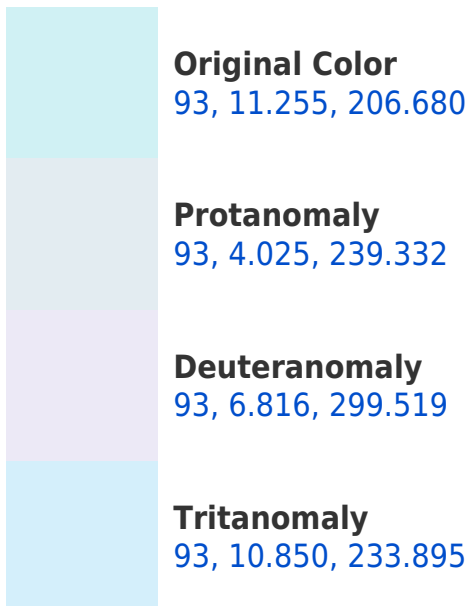 Original Color
93, 11.255, 206.680
Protanomaly
93, 4.025, 239.332
Deuteranomaly
93, 6.816, 299.519
Tritanomaly
93, 10.850, 233.895